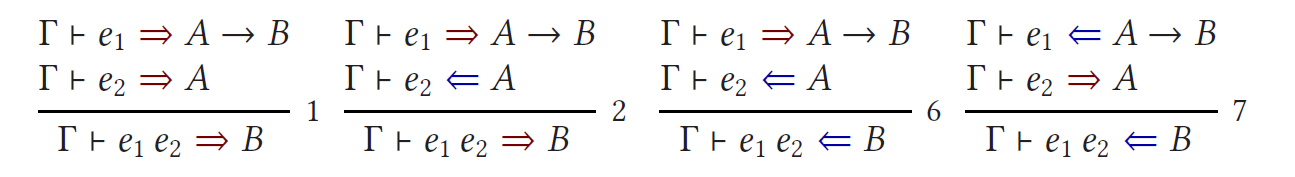 Γ ⊢ e₁ ⇒ A → B Γ ⊢ e₁ ⇒ A → B Γ ⊢ e₁ ⇒ A → B Γ ⊢ e₁ ⇐ A → B
Γ ⊢ e₂ ⇒ A Γ ⊢ e₂ ⇐ A Γ ⊢ e₂ ⇐ A Γ ⊢ e₂ ⇒ A
1 2 6 7
Γ ⊢ e₁ e₂ ⇒ B Γ ⊢ e₁ e₂ ⇒ B Γ ⊢ e₁ e₂ ⇐ B Γ ⊢ e₁ e₂ ⇐ B